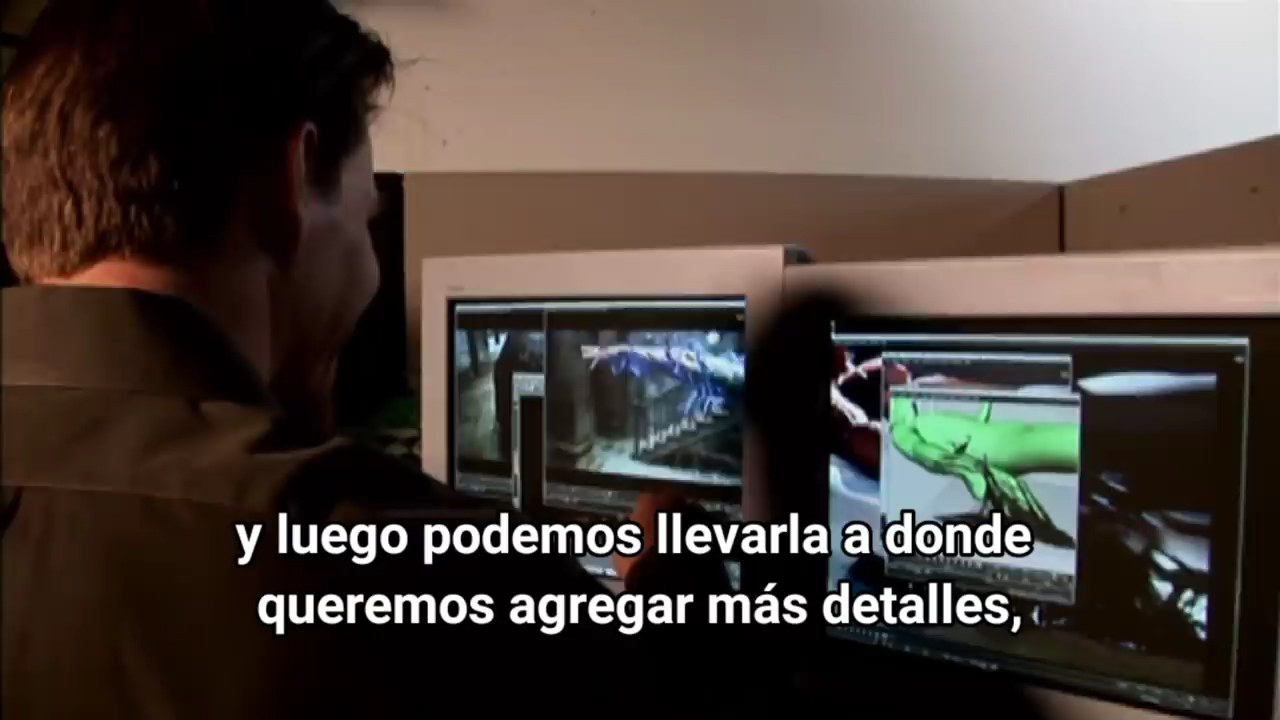 y luego podemos llevarla a donde
queremos agregar más detalles,